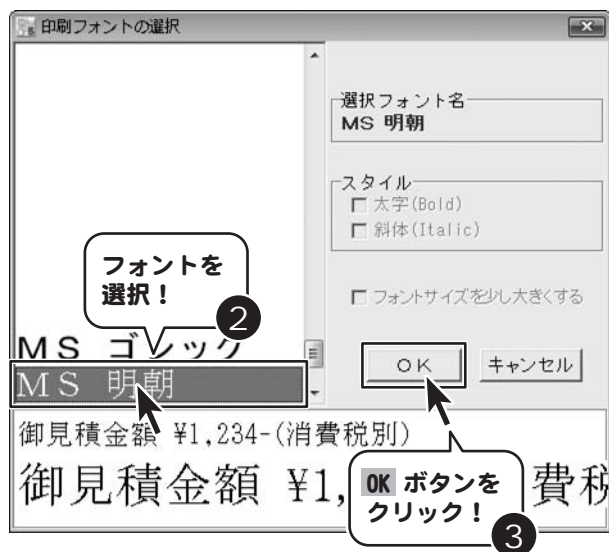 印刷フォントの選択
選択フォント名
MS 明朝
スタイル
太字(Bold)
斜体(Italic)
フォントを
選択！
2
フォントサイズを少し大きくする
MS ゴシック
MS 明朝
OK
キャンセル
御見積金額 ¥1,234-(消費税別)
御見積金額 ¥1,
費税
OK ボタンを
クリック！
3